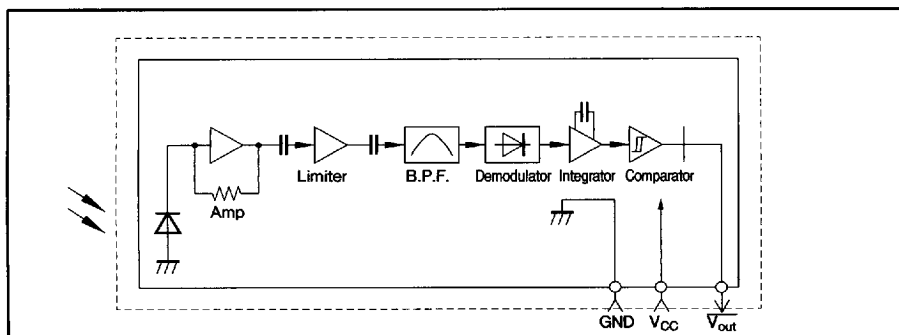 Limiter
B.P.F.
Demodulator
Integrator
Comparator
Amp
GND
VCC
Vout